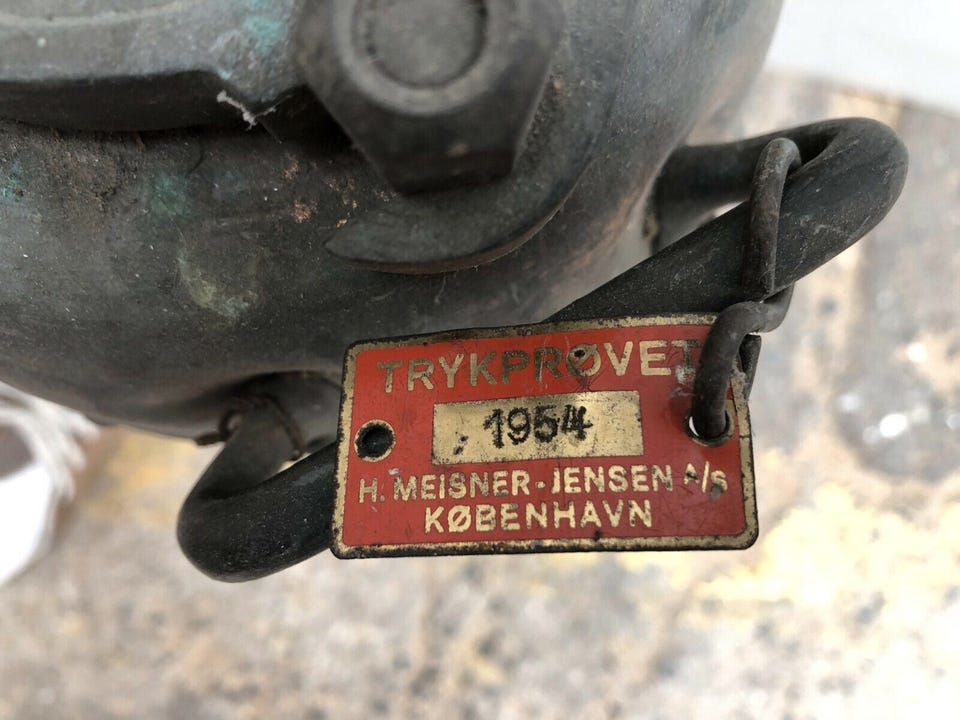 TRYKPRØVET
1954
H. MEISNER-JENSEN A/S
KØBENHAVN